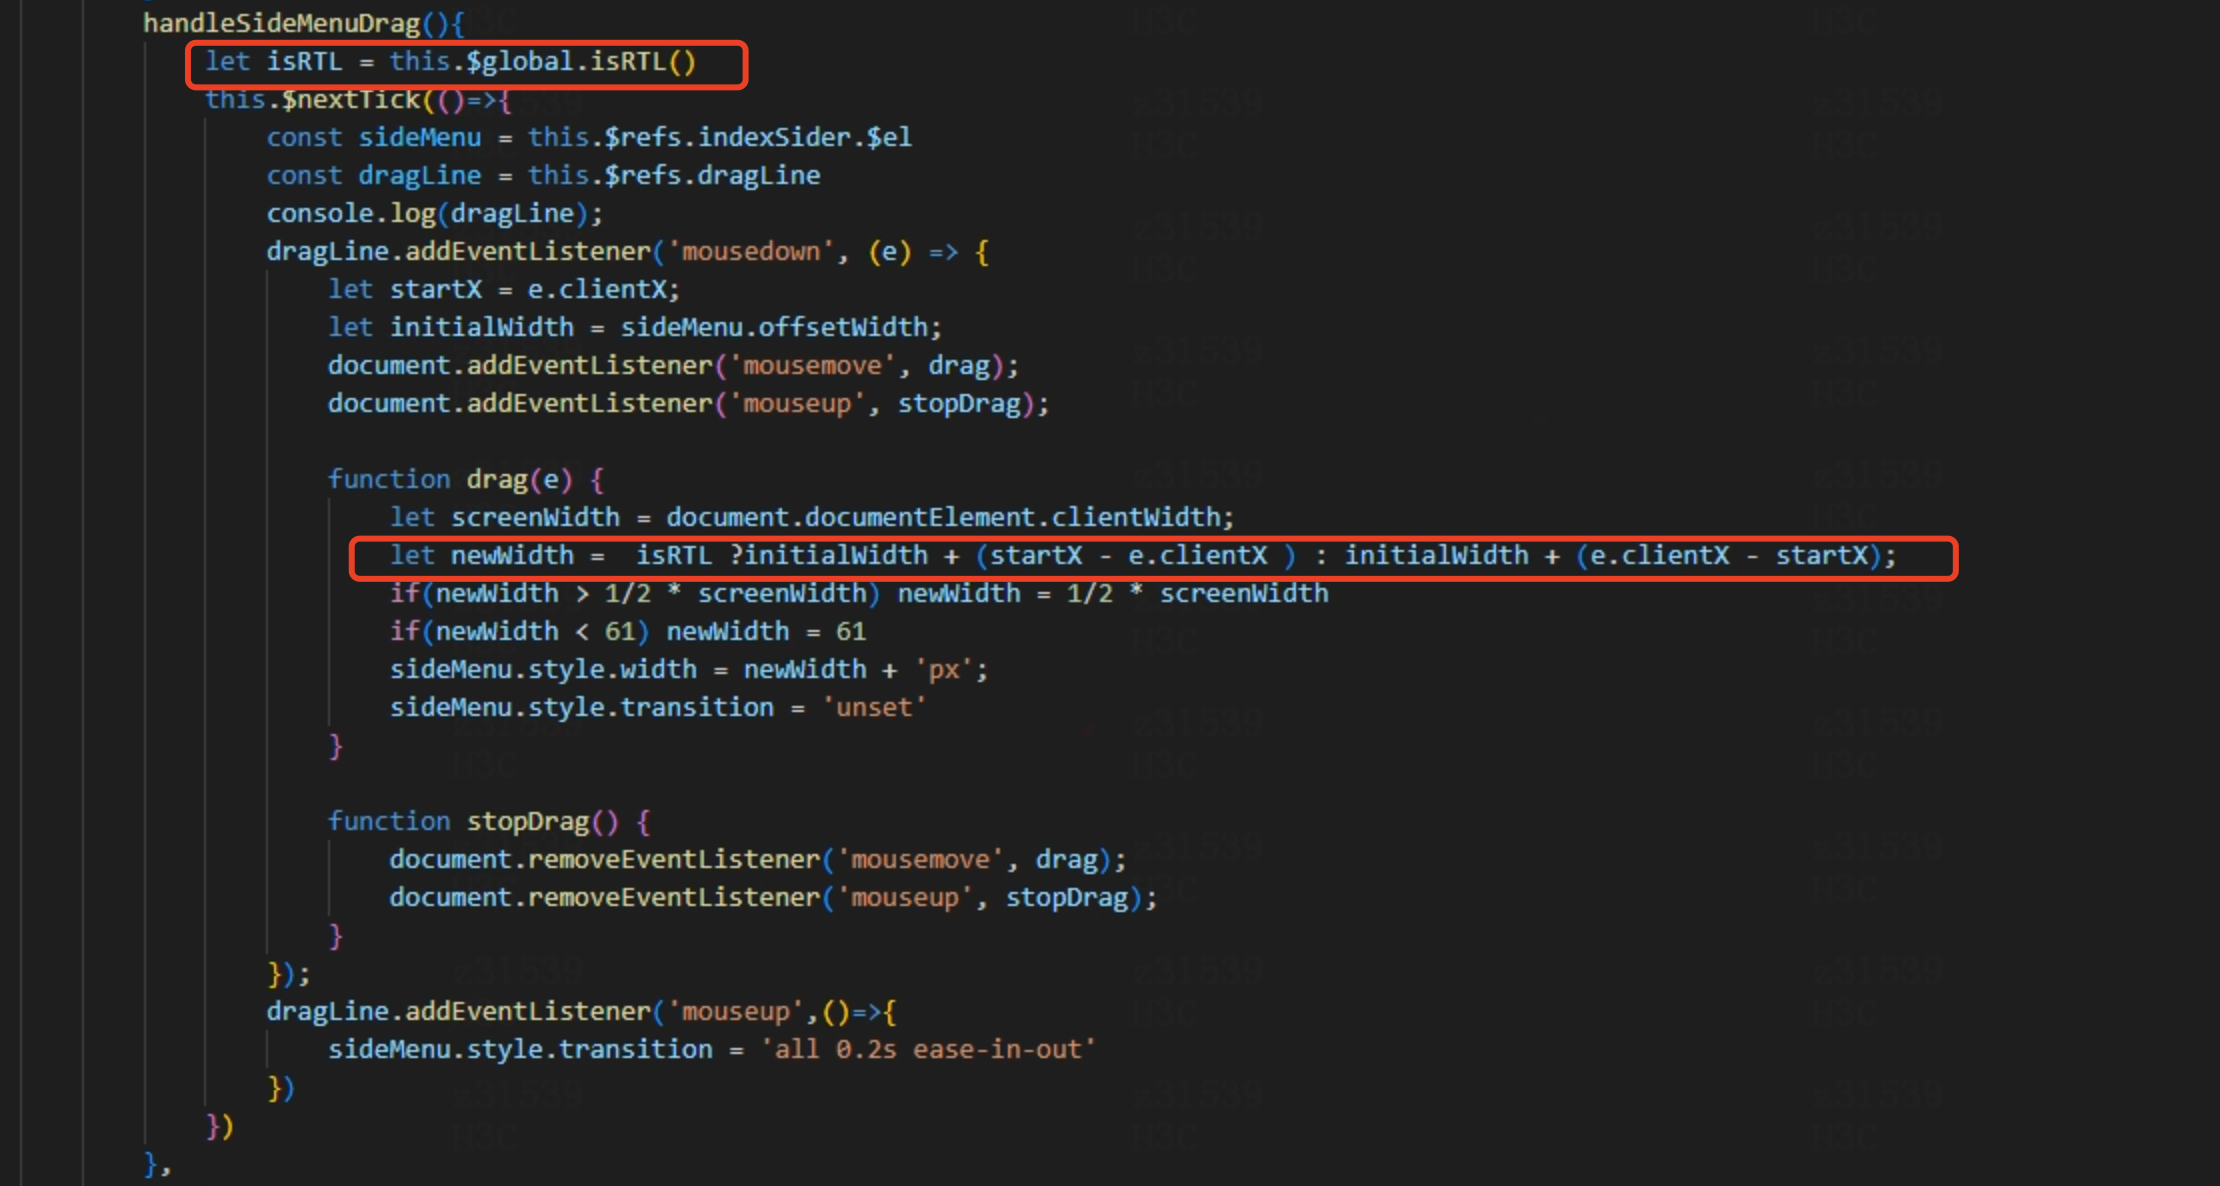 handleSideMenuDrag(){
let isRTL = this.$global.isRTL()
this.$nextTick(()=>{
const sideMenu = this.$refs.indexSider.$el
const dragLine = this.$refs.dragLine
console.log(dragLine);
dragLine.addEventListener('mousedown', (e) => {
let startX = e.clientX;
let initialWidth = sideMenu.offsetWidth;
document.addEventListener('mousemove', drag);
document.addEventListener('mouseup', stopDrag);
function drag(e) {
let screenWidth = document.documentElement.clientWidth;
let newWidth =  isRTL ?initialWidth + (startX - e.clientX ) : initialWidth + (e.clientX - startX);
if(newWidth > 1/2 * screenWidth) newWidth = 1/2 * screenWidth
if(newWidth < 61) newWidth = 61
sideMenu.style.width = newWidth + 'px';
sideMenu.style.transition = 'unset'
}
function stopDrag() {
document.removeEventListener('mousemove', drag);
document.removeEventListener('mouseup', stopDrag);
}
});
dragLine.addEventListener('mouseup',()=>{
sideMenu.style.transition = 'all 0.2s ease-in-out'
})
})
},